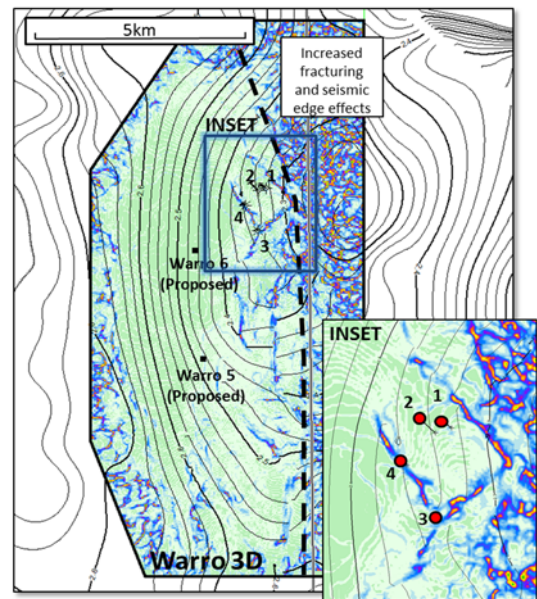 5km
Increased
fracturing
and seismic
edge effects
INSET
2 1
4
3
Warro 6
(Proposed)
Warro 5
(Proposed)
Warro 3D
INSET
2 1
4
3